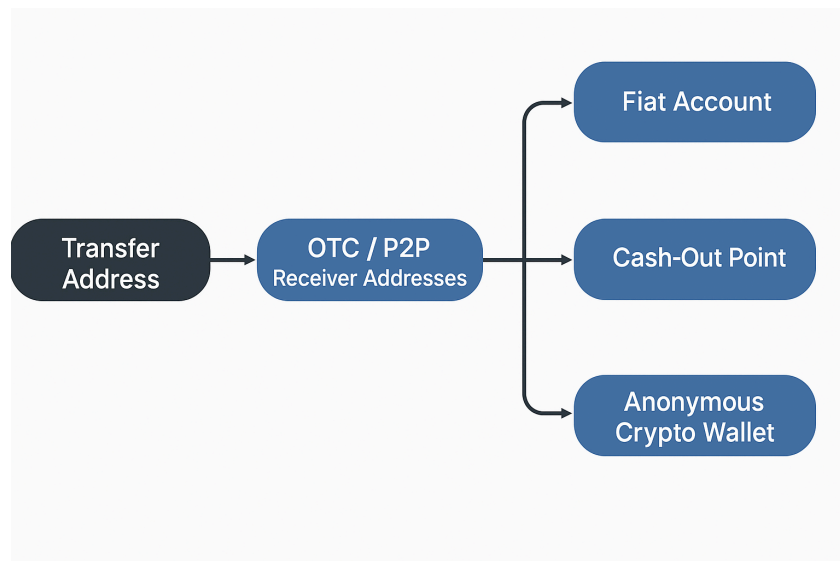 Transfer
Address
OTC / P2P
Receiver Addresses
Fiat Account
Cash-Out Point
Anonymous
Crypto Wallet